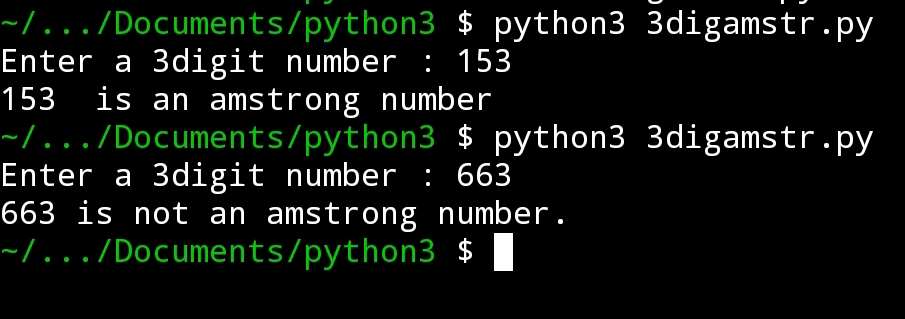 ~/.../Documents/python3 $ python3 3digamstr.py
Enter a 3digit number : 153
153  is an amstrong number
~/.../Documents/python3 $ python3 3digamstr.py
Enter a 3digit number : 663
663 is not an amstrong number.
~/.../Documents/python3 $